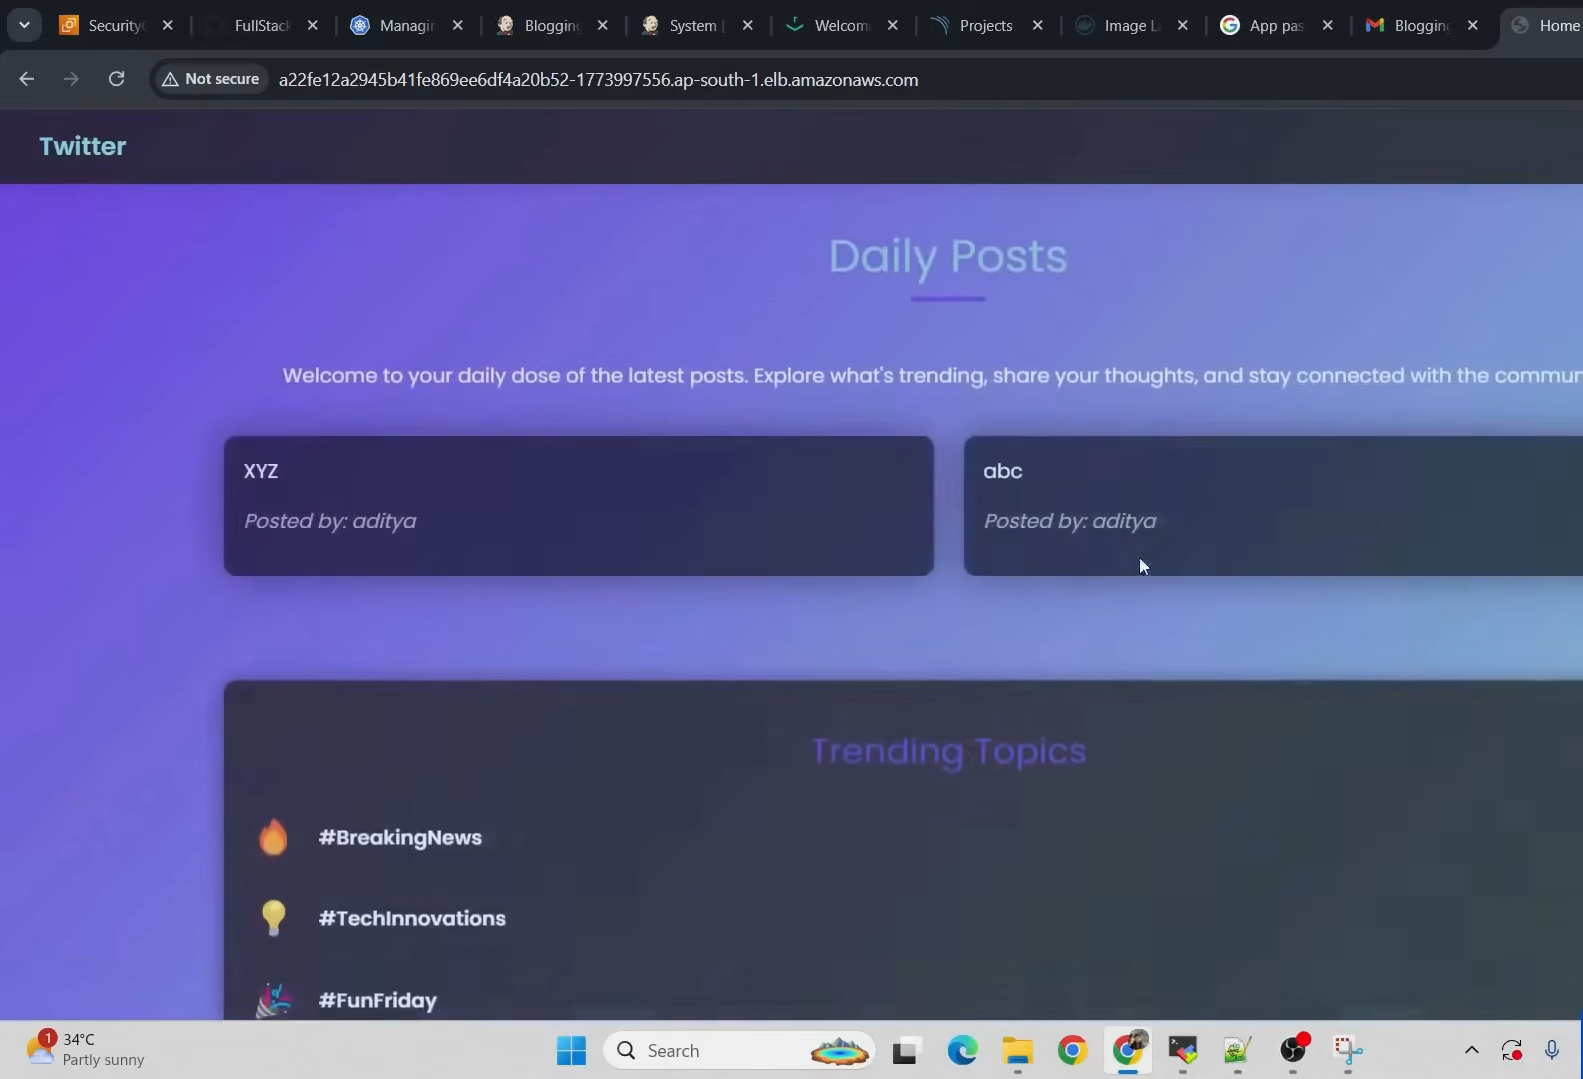 Security
FullStack
Managin
Blogging
System
Welcom
Projects
Image L
App pas
Blogging
Home
Not secure
a22fe12a2945b41fe869ee6df4a20b52-1773997556.ap-south-1.elb.amazonaws.com
Twitter
Daily Posts
Welcome to your daily dose of the latest posts. Explore what's trending, share your thoughts, and stay connected with the commun
XYZ
Posted by: aditya
abc
Posted by: aditya
Trending Topics
#BreakingNews
#TechInnovations
#FunFriday
1
34°C
Partly sunny
Search